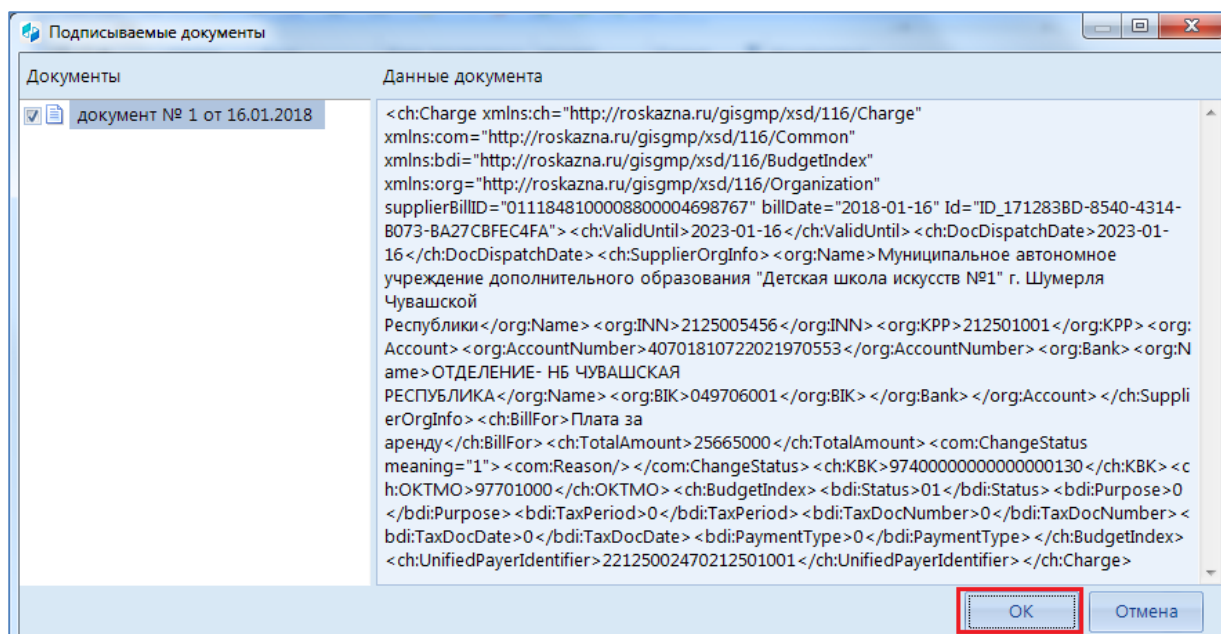 Подписываемые документы
Документы
Данные документа
документ № 1 от 16.01.2018
<ch:Charge xmlns:ch="http://roskazna.ru/gisgmp/xsd/116/Charge"
xmlns:com="http://roskazna.ru/gisgmp/xsd/116/Common"
xmlns:bdi="http://roskazna.ru/gisgmp/xsd/116/BudgetIndex"
xmlns:org="http://roskazna.ru/gisgmp/xsd/116/Organization"
supplierBillID="0111848100008800004698767" billDate="2018-01-16" Id="ID_171283BD-8540-4314-
B073-BA27CBFEC4FA"><ch:ValidUntil>2023-01-16</ch:ValidUntil><ch:DocDispatchDate>2023-01-
16</ch:DocDispatchDate><ch:SupplierOrgInfo><org:Name>Муниципальное автономное
учреждение дополнительного образования "Детская школа искусств №1" г. Шумерля
Чувашской
Республики</org:Name><org:INN>2125005456</org:INN><org:KPP>212501001</org:KPP><org:
Account><org:AccountNumber>40701810722021970553</org:AccountNumber><org:Bank><org:N
ame>ОТДЕЛЕНИЕ- НБ ЧУВАШСКАЯ
РЕСПУБЛИКА</org:Name><org:BIK>049706001</org:BIK></org:Bank></org:Account></ch:Suppli
erOrgInfo><ch:BillFor>Плата за
аренду</ch:BillFor><ch:TotalAmount>25665000</ch:TotalAmount><com:ChangeStatus
meaning="1"><com:Reason/></com:ChangeStatus><ch:KBK>97400000000000000130</ch:KBK><c
h:OKTMO>97701000</ch:OKTMO><ch:BudgetIndex><bdi:Status>01</bdi:Status><bdi:Purpose>0
</bdi:Purpose><bdi:TaxPeriod>0</bdi:TaxPeriod><bdi:TaxDocNumber>0</bdi:TaxDocNumber><
bdi:TaxDocDate>0</bdi:TaxDocDate><bdi:PaymentType>0</bdi:PaymentType></ch:BudgetIndex>
<ch:UnifiedPayerIdentifier>22125002470212501001</ch:UnifiedPayerIdentifier></ch:Charge>
ОК
Отмена